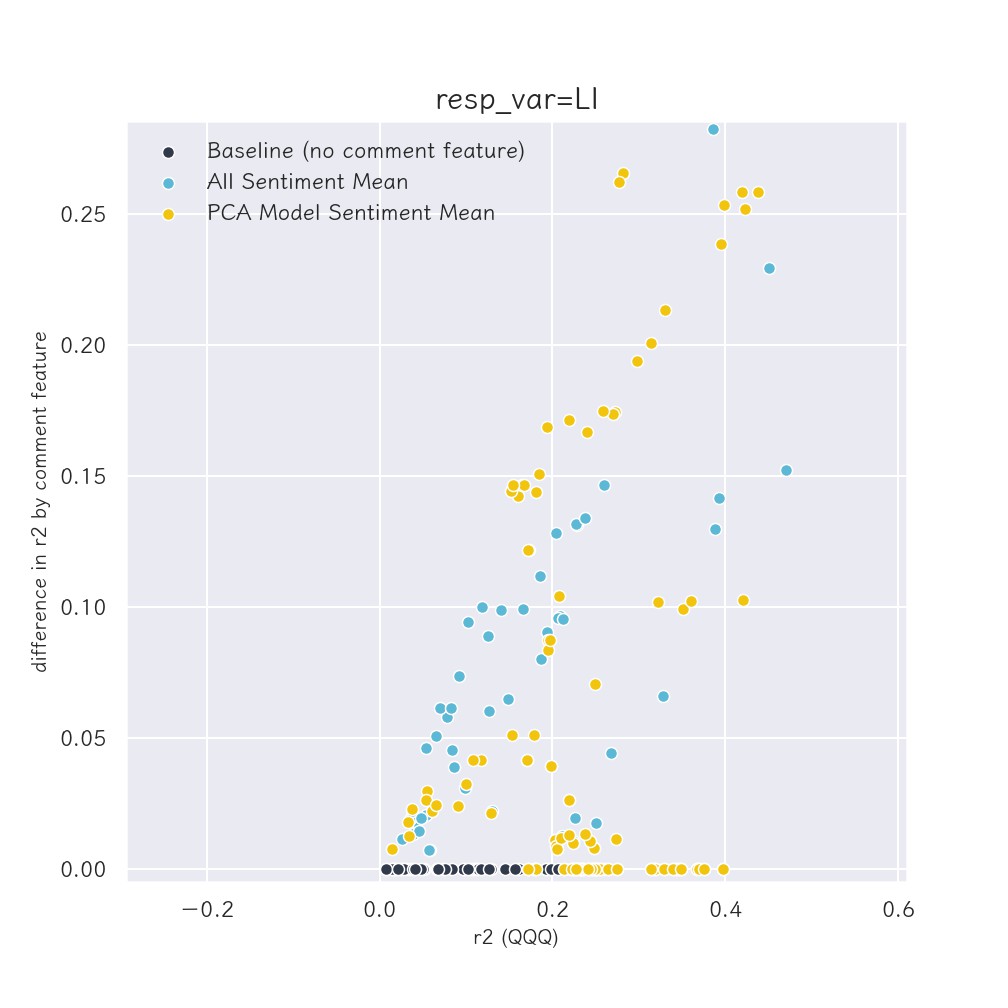 resp_var=LI
Baseline (no comment feature)
All Sentiment Mean
PCA Model Sentiment Mean
difference in r2 by comment feature
0.25
0.20
0.15
0.10
0.05
0.00
−0.2 0.0 0.2 0.4 0.6
r2 (QQQ)